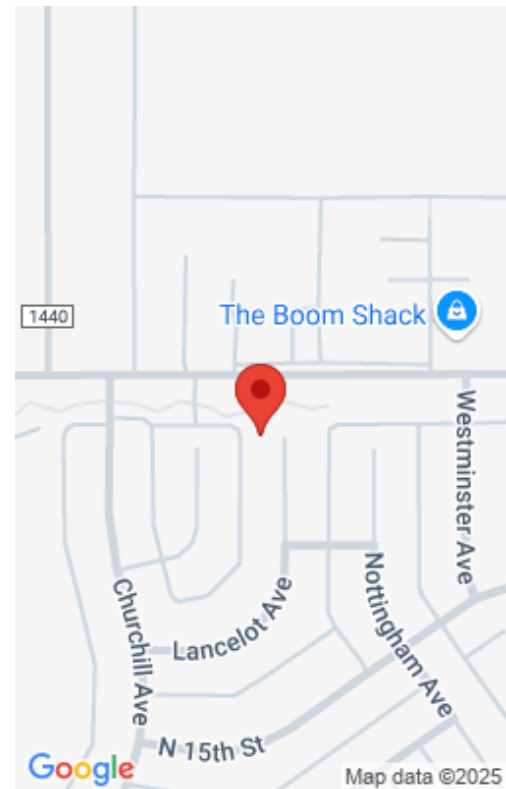 1440
The Boom Shack
Westminster Ave
Churchill Ave
Lancelot Ave
Nottingham Ave
N 15th St
Google
Map data ©2025